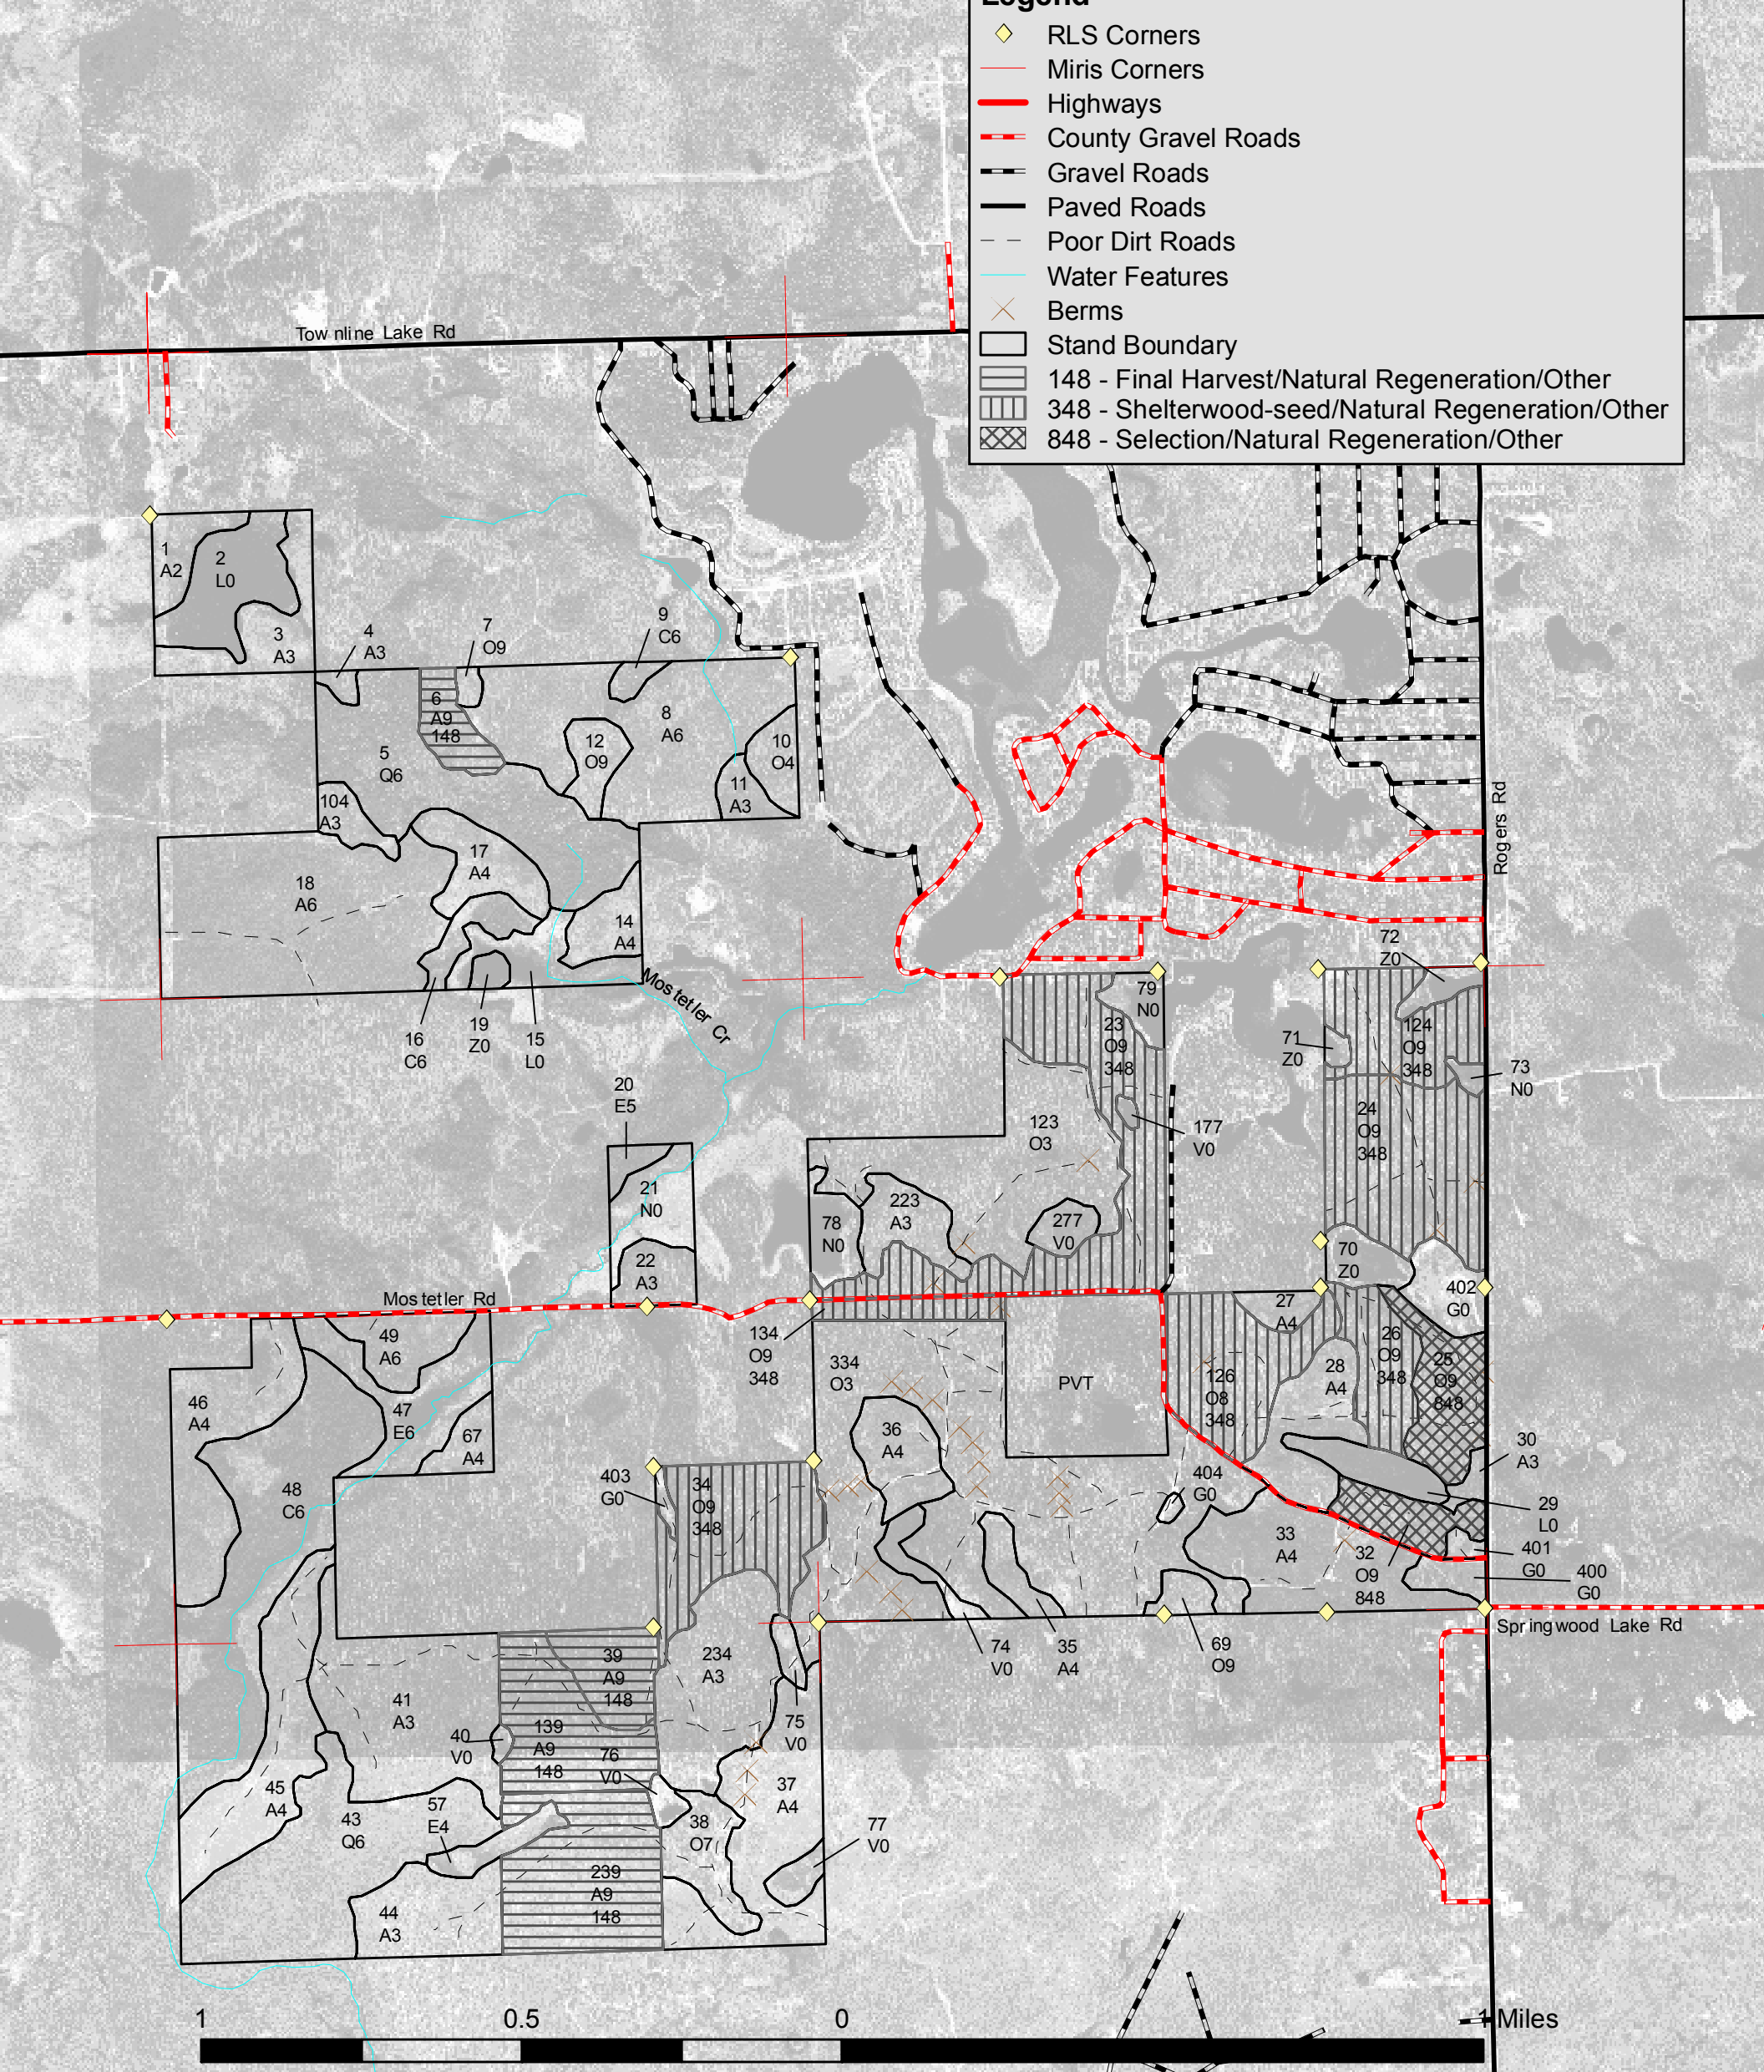 Legend
RLS Corners
Miris Corners
Highways
County Gravel Roads
Gravel Roads
Paved Roads
Poor Dirt Roads
Water Features
Berms
Stand Boundary
148 - Final Harvest/Natural Regeneration/Other
348 - Shelterwood-seed/Natural Regeneration/Other
848 - Selection/Natural Regeneration/Other
Townline Lake Rd
1
A2
2
L0
3
A3
4
A3
7
O9
9
C6
6
A9
148
8
A6
5
Q6
12
O9
10
O4
11
A3
104
A3
17
A4
18
A6
14
A4
Rogers Rd
Mostetler Cr
16
C6
19
Z0
15
L0
72
Z0
79
N0
23
O9
348
71
Z0
124
O9
348
73
N0
20
E5
123
O3
177
V0
24
O9
348
21
N0
223
A3
78
N0
277
V0
22
A3
70
Z0
402
G0
Mostetler Rd
27
A4
49
A6
134
O9
348
334
O3
PVT
26
O9
348
28
A4
25
O9
848
126
O8
348
46
A4
47
E6
67
A4
36
A4
30
A3
403
G0
34
O9
348
404
G0
48
C6
29
L0
33
A4
32
O9
848
401
G0
400
G0
Springwood Lake Rd
39
A9
148
234
A3
74
V0
35
A4
69
O9
41
A3
40
V0
139
A9
148
76
V0
75
V0
45
A4
43
Q6
57
E4
38
O7
37
A4
77
V0
239
A9
148
44
A3
1
0.5
0
1 Miles